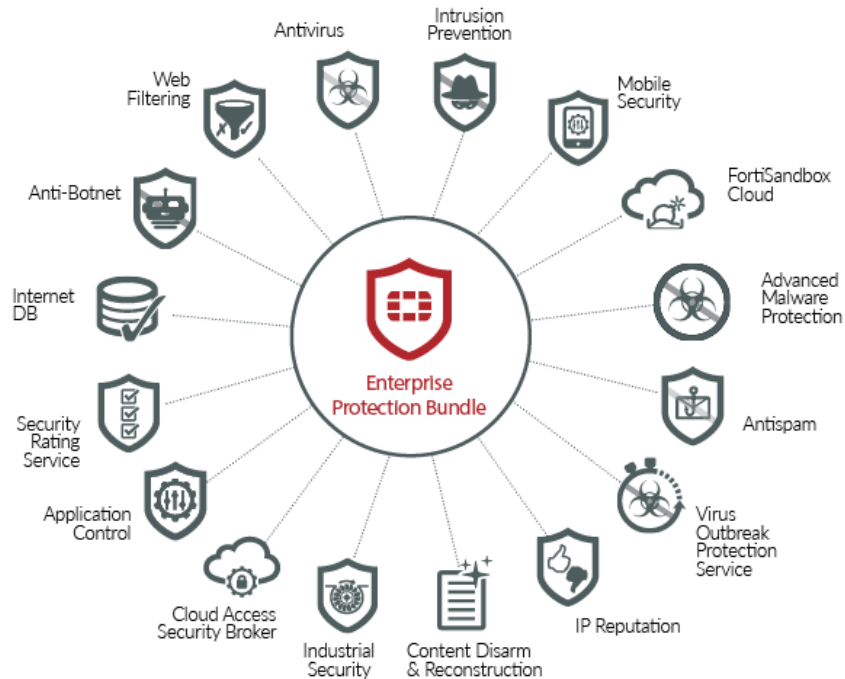 Antivirus
Intrusion
Prevention
Web
Filtering
Mobile
Security
Anti-Botnet
FortiSandbox
Cloud
Internet
DB
Advanced
Malware
Protection
Enterprise
Protection Bundle
Security
Rating
Service
Antispam
Application
Control
Virus
Outbreak
Protection
Service
Cloud Access
Security Broker
IP Reputation
Industrial
Security
Content Disarm
& Reconstruction